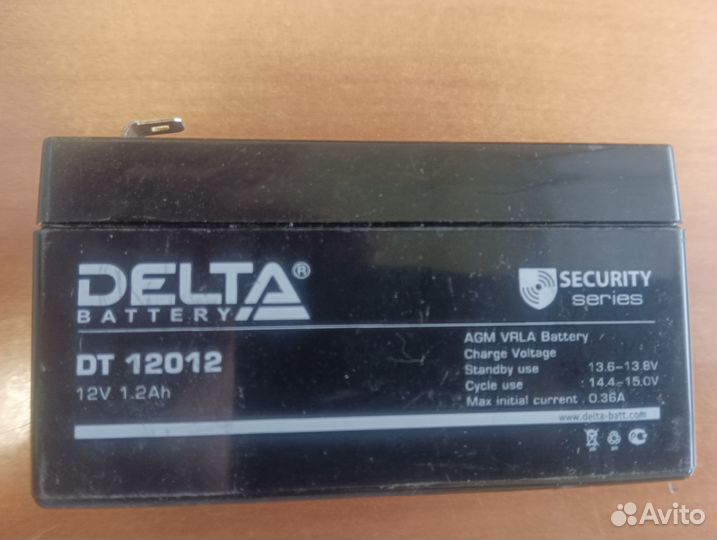 DELTA®
BATTERY
SECURITY
series
DT 12012
12V 1.2Ah
AGM VRLA Battery
Charge Voltage
Standby use : 13.6-13.8V
Cycle use : 14.4-15.0V
Max initial current : 0.36A
www.delta-batt.com
Avito